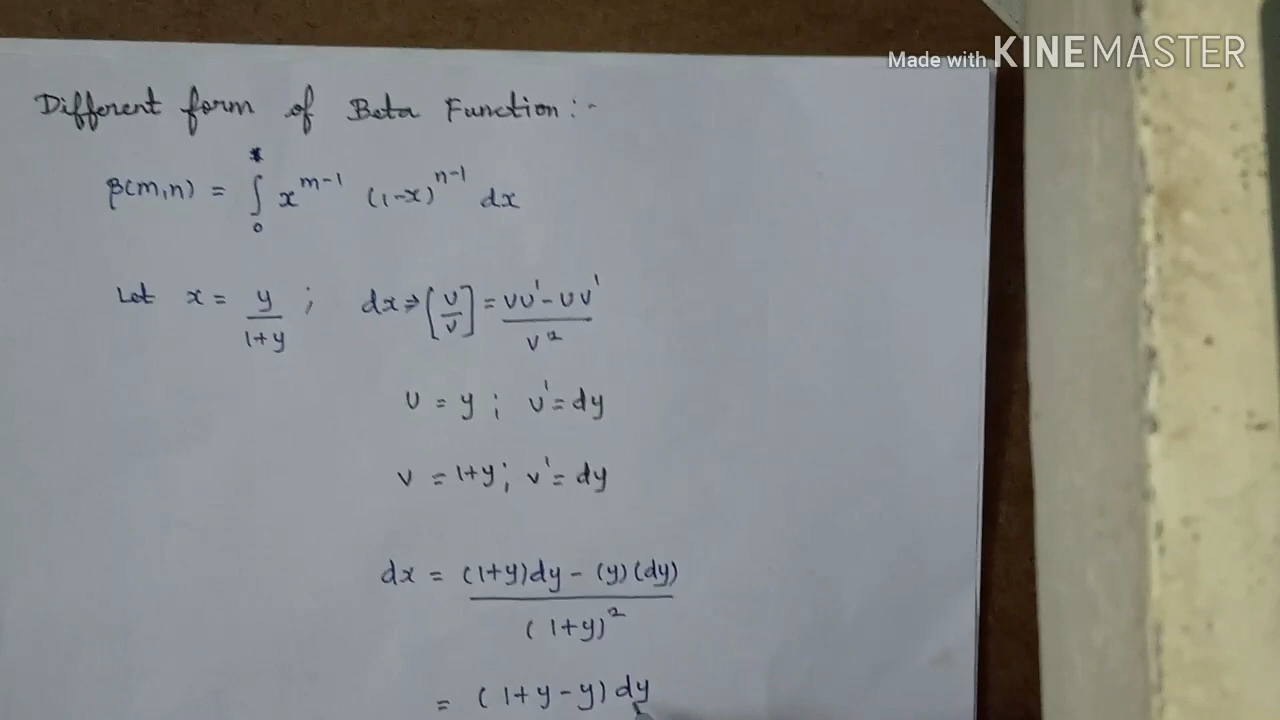 Made with KINEMASTER
Different form of Beta Function :-
β(m,n) = ∫₀ x^(m-1) (1-x)^(n-1) dx
Let x = y/(1+y) ; dx ⇒ [U/V] = (VU' - UV')/V²
U = y ; U' = dy
V = 1+y ; V' = dy
dx = ((1+y)dy - (y)(dy))/(1+y)²
= (1+y-y) dy